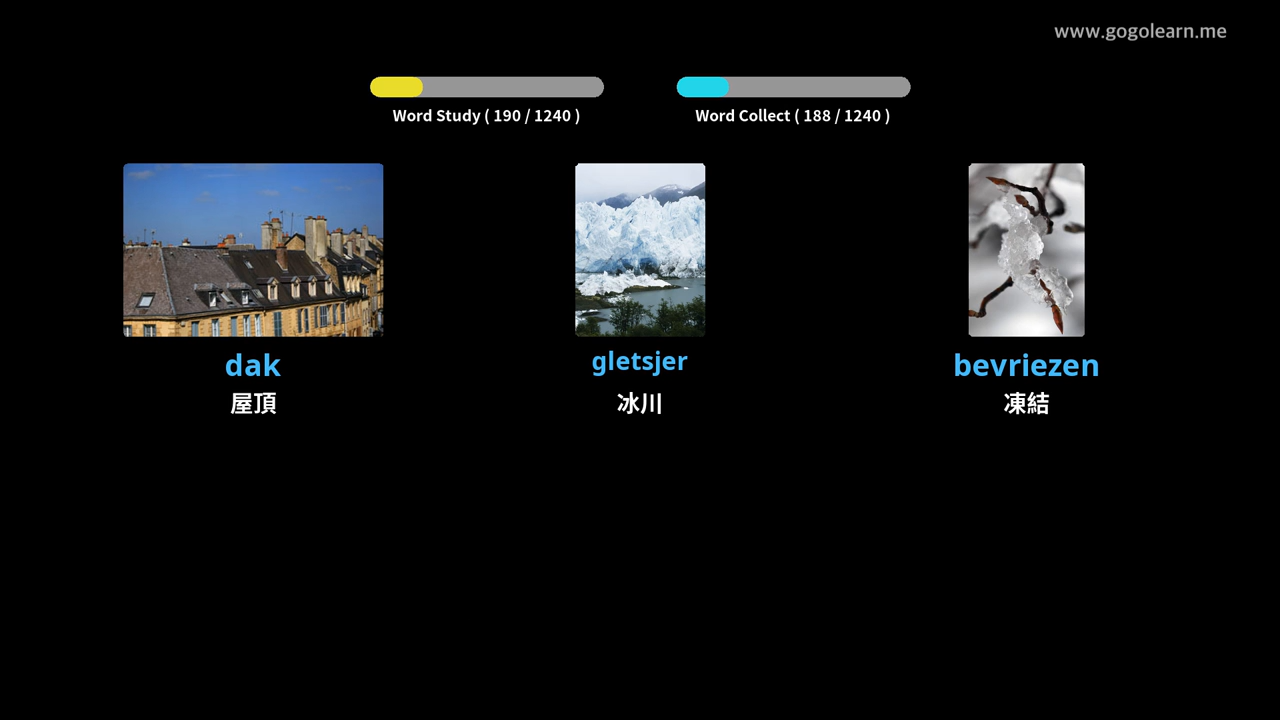 www.gogolearn.me
Word Study ( 190 / 1240 )
Word Collect ( 188 / 1240 )
dak
屋頂
gletsjer
冰川
bevriezen
凍結